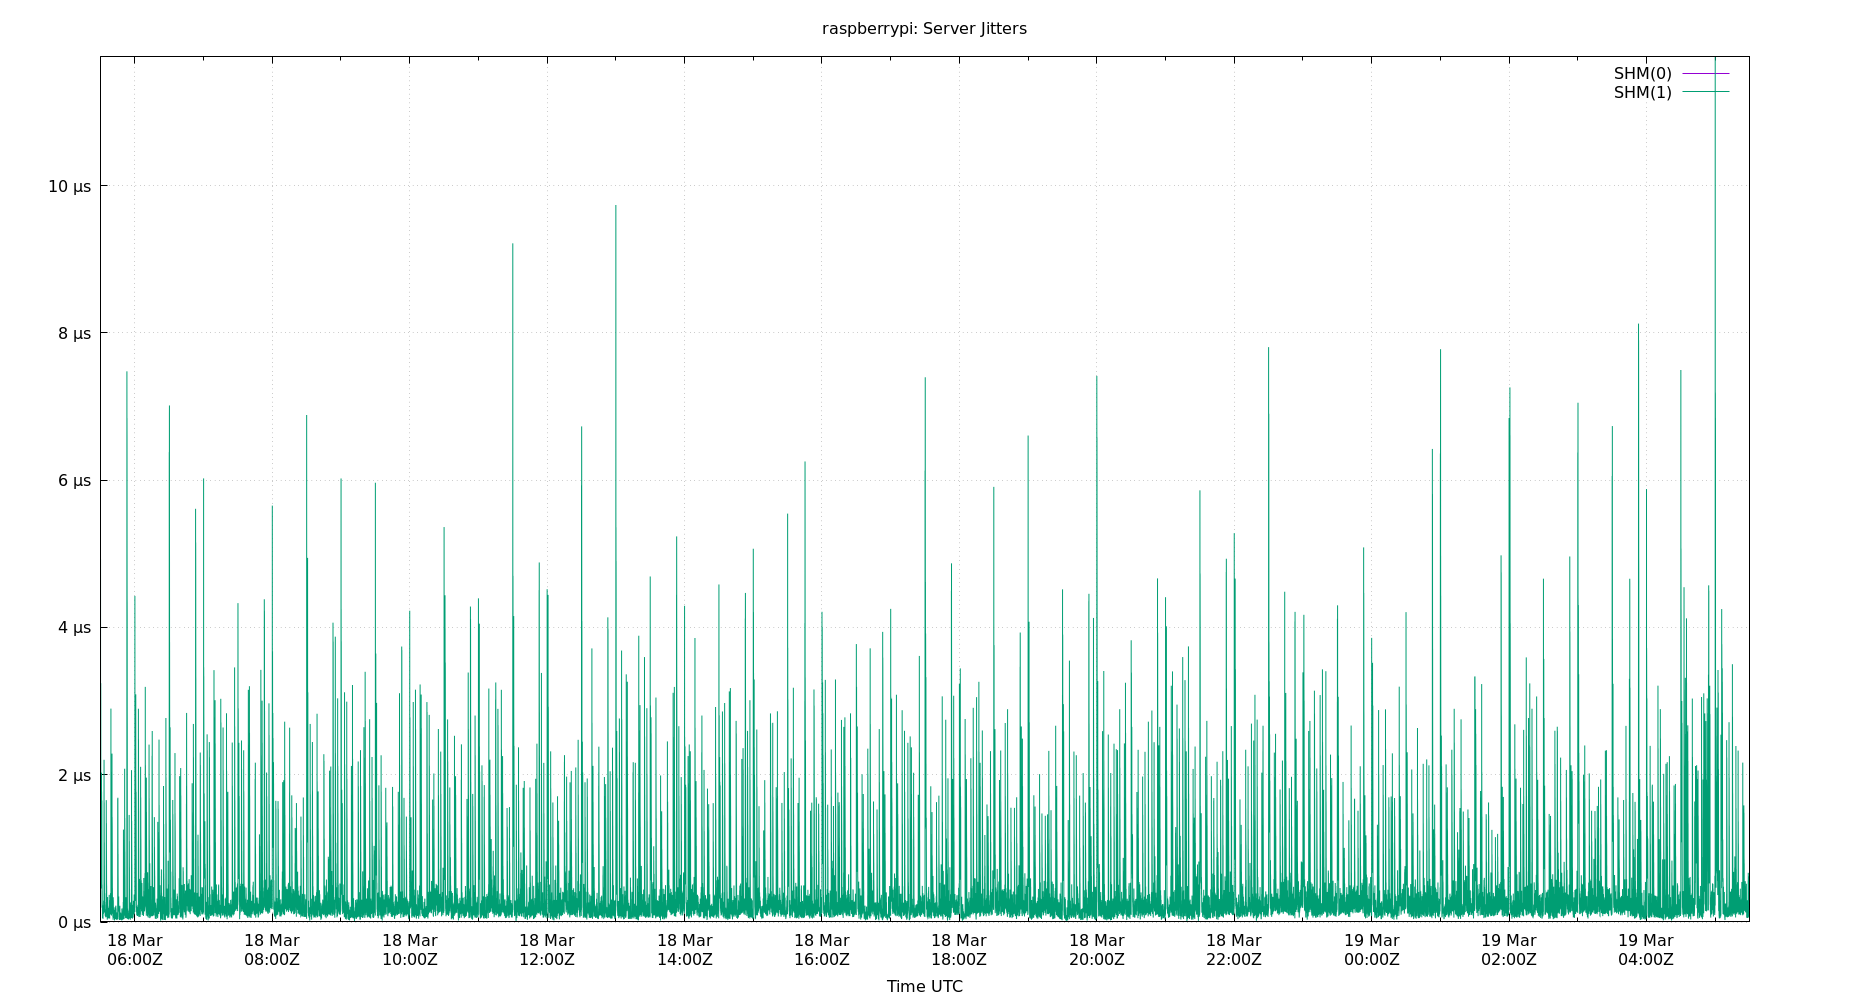 raspberrypi: Server Jitters
SHM(0)
SHM(1)
10 µs
8 µs
6 µs
4 µs
2 µs
0 µs
18 Mar 18 Mar 18 Mar 18 Mar 18 Mar 18 Mar 18 Mar 18 Mar 18 Mar 19 Mar 19 Mar 19 Mar
06:00Z 08:00Z 10:00Z 12:00Z 14:00Z 16:00Z 18:00Z 20:00Z 22:00Z 00:00Z 02:00Z 04:00Z
Time UTC